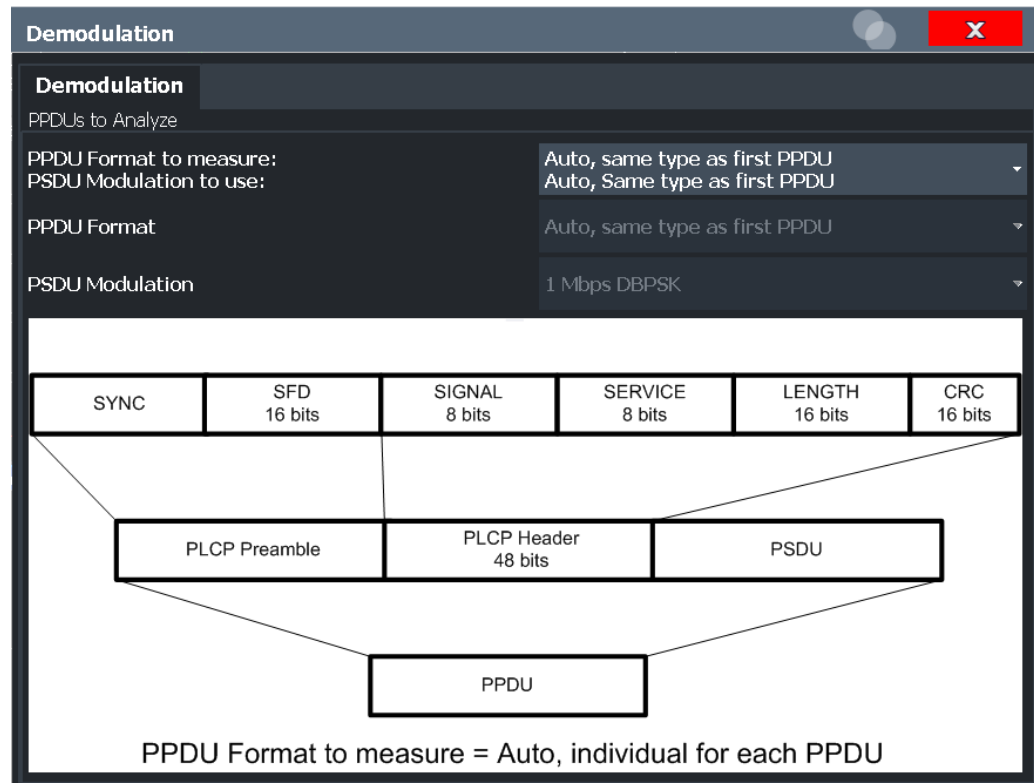 Demodulation
X
Demodulation
PPDUs to Analyze
PPDU Format to measure:
Auto, same type as first PPDU
PSDU Modulation to use:
Auto, Same type as first PPDU
PPDU Format
Auto, same type as first PPDU
PSDU Modulation
1 Mbps DBPSK
SYNC
SFD
16 bits
SIGNAL
8 bits
SERVICE
8 bits
LENGTH
16 bits
CRC
16 bits
PLCP Preamble
PLCP Header
48 bits
PSDU
PPDU
PPDU Format to measure = Auto, individual for each PPDU